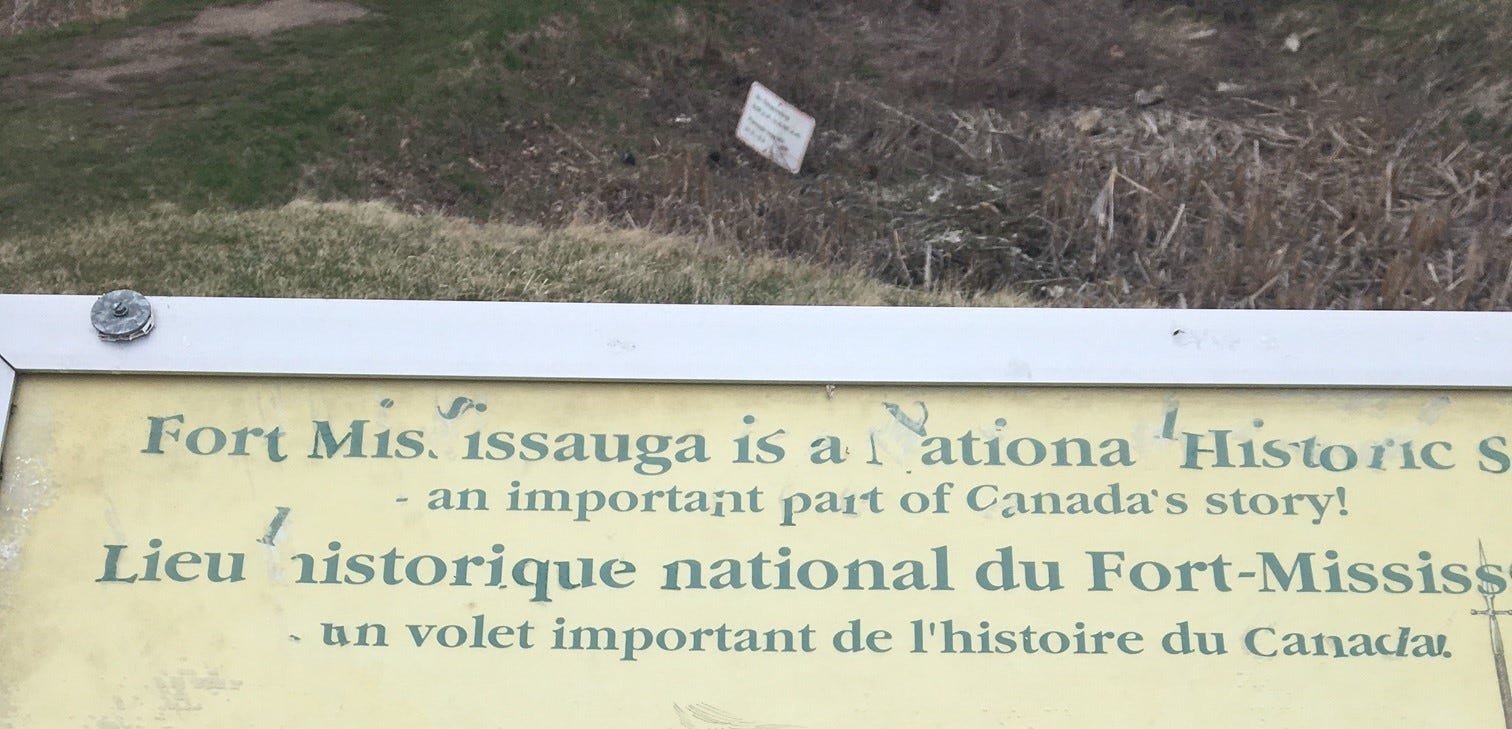 Fort Mississauga is a National Historic S
- an important part of Canada's story!
Lieu historique national du Fort-Mississ
- un volet important de l'histoire du Canada!